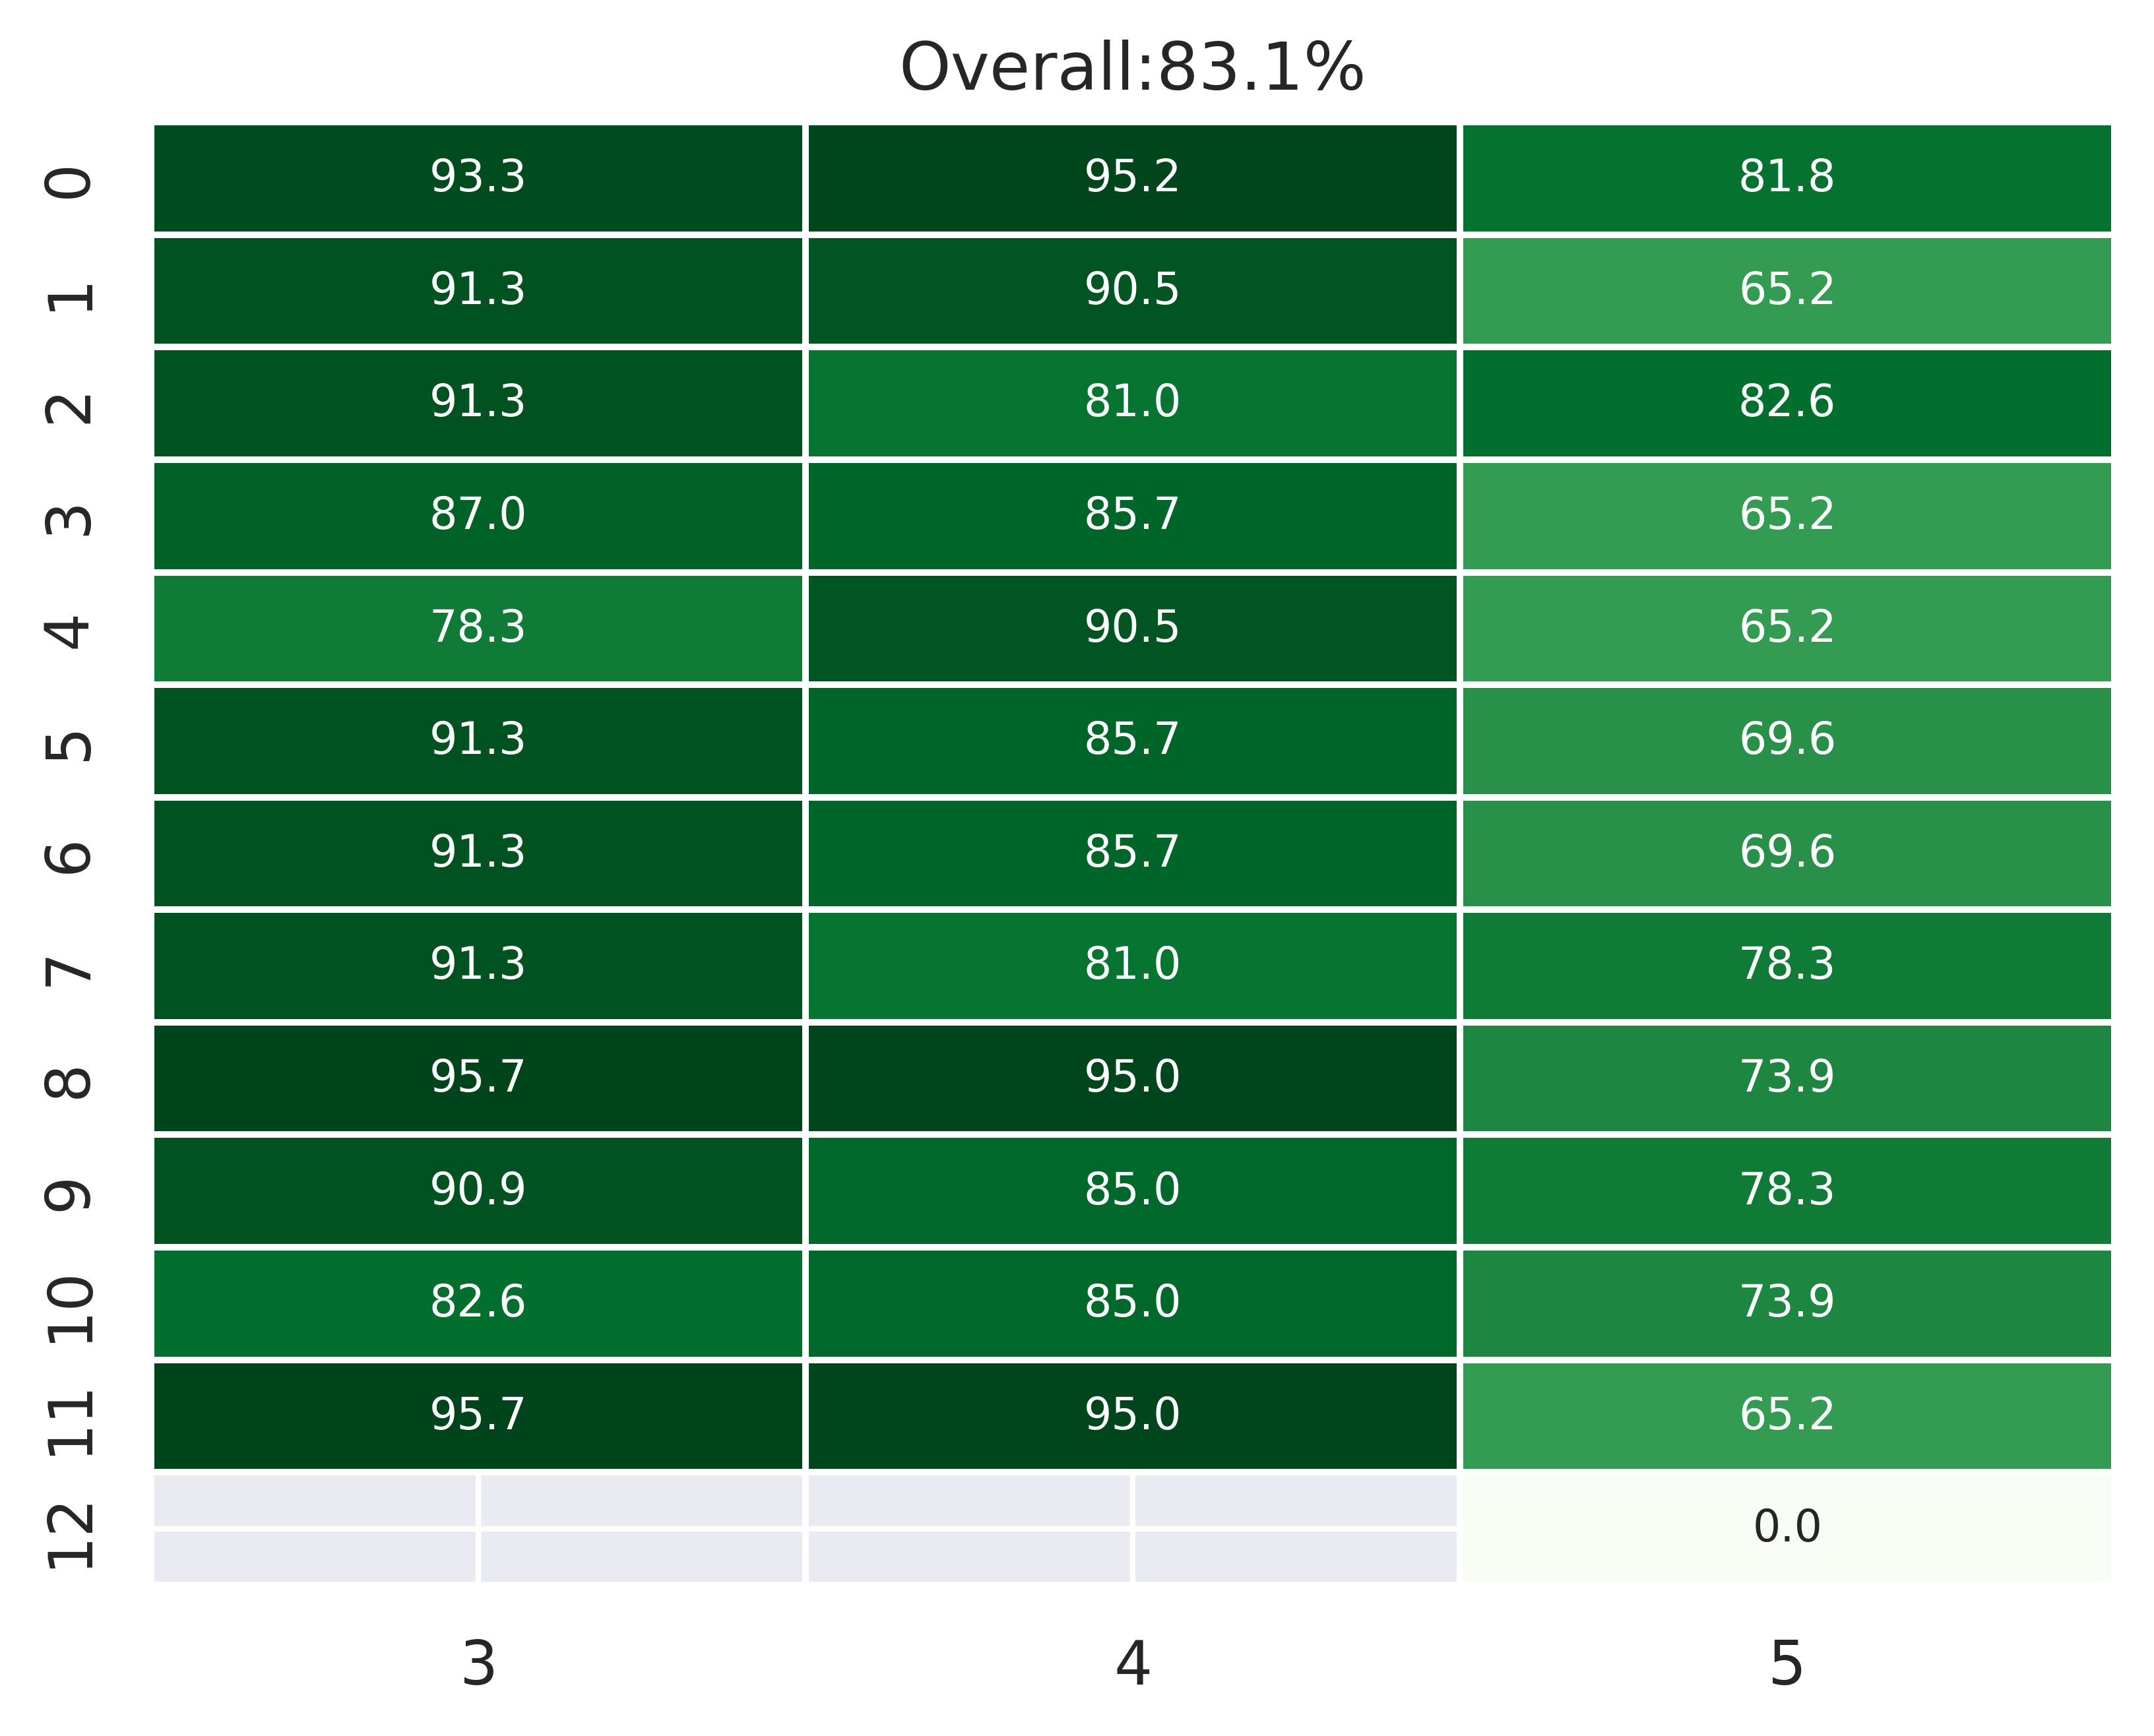 Overall:83.1%
0 93.3 95.2 81.8
1 91.3 90.5 65.2
2 91.3 81.0 82.6
3 87.0 85.7 65.2
4 78.3 90.5 65.2
5 91.3 85.7 69.6
6 91.3 85.7 69.6
7 91.3 81.0 78.3
8 95.7 95.0 73.9
9 90.9 85.0 78.3
10 82.6 85.0 73.9
11 95.7 95.0 65.2
12 0.0
3 4 5